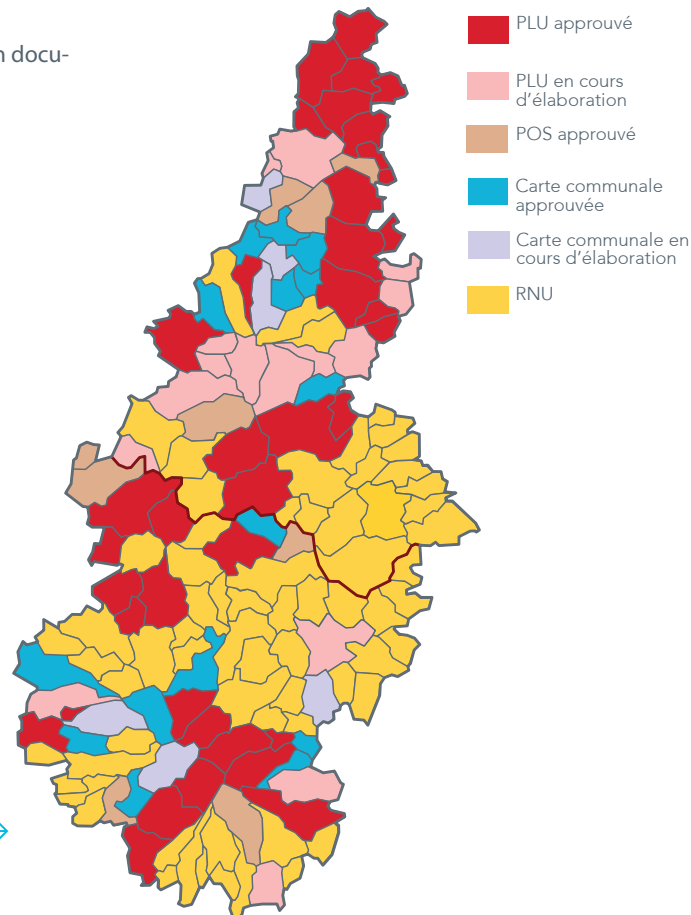 n docu-
PLU approuvé
PLU en cours
d’élaboration
POS approuvé
Carte communale
approuvée
Carte communale en
cours d’élaboration
RNU